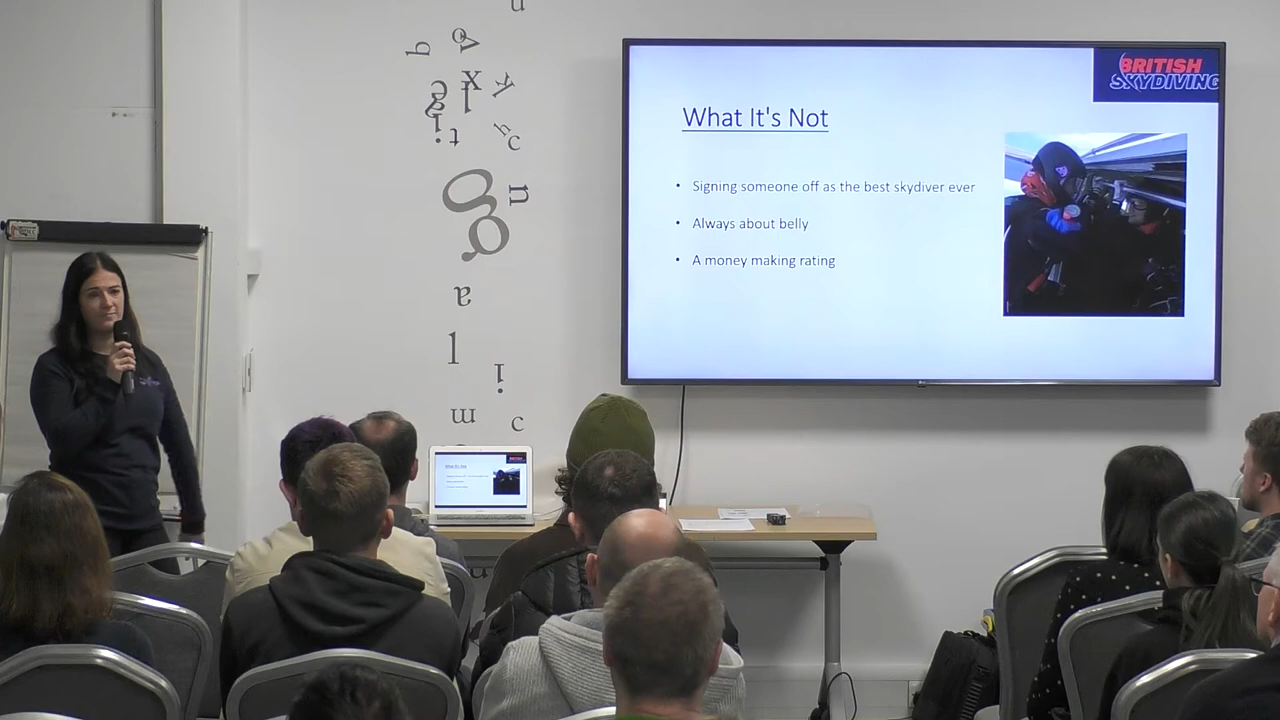 BRITISH
SKYDIVING
What It's Not
• Signing someone off as the best skydiver ever
• Always about belly
• A money making rating
u
b
x
t
i
t
h
c
g
n
a
l
i
m
c